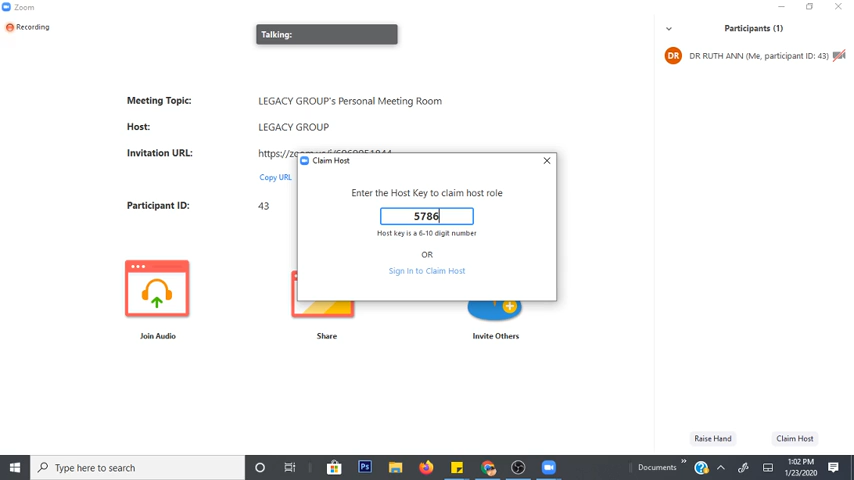 Zoom
Recording
Talking:
Participants (1)
DR
DR RUTH ANN (Me, participant ID: 43)
Meeting Topic:
LEGACY GROUP's Personal Meeting Room
Host:
LEGACY GROUP
Invitation URL:
Copy URL
Participant ID:
43
Claim Host
Enter the Host Key to claim host role
5786
Host key is a 6-10 digit number
OR
Sign In to Claim Host
Join Audio
Share
Invite Others
Raise Hand
Claim Host
Type here to search
Ps
Documents
1:02 PM
1/23/2020